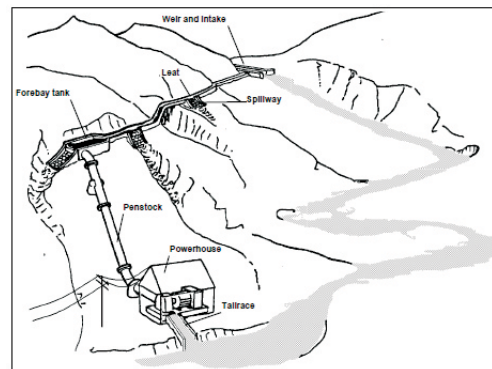 Weir and Intake
Leat
Spillway
Forebay tank
Penstock
Powerhouse
Tailrace